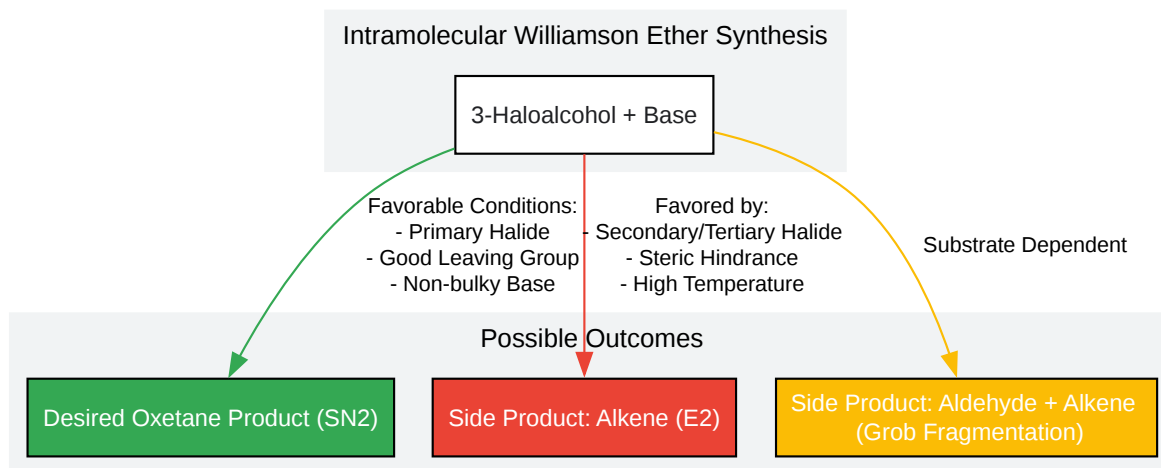 Intramolecular Williamson Ether Synthesis
3-Haloalcohol + Base
Favorable Conditions:
- Primary Halide
- Good Leaving Group
- Non-bulky Base
Favored by:
- Secondary/Tertiary Halide
- Steric Hindrance
- High Temperature
Substrate Dependent
Possible Outcomes
Desired Oxetane Product (SN2)
Side Product: Alkene (E2)
Side Product: Aldehyde + Alkene
(Grob Fragmentation)